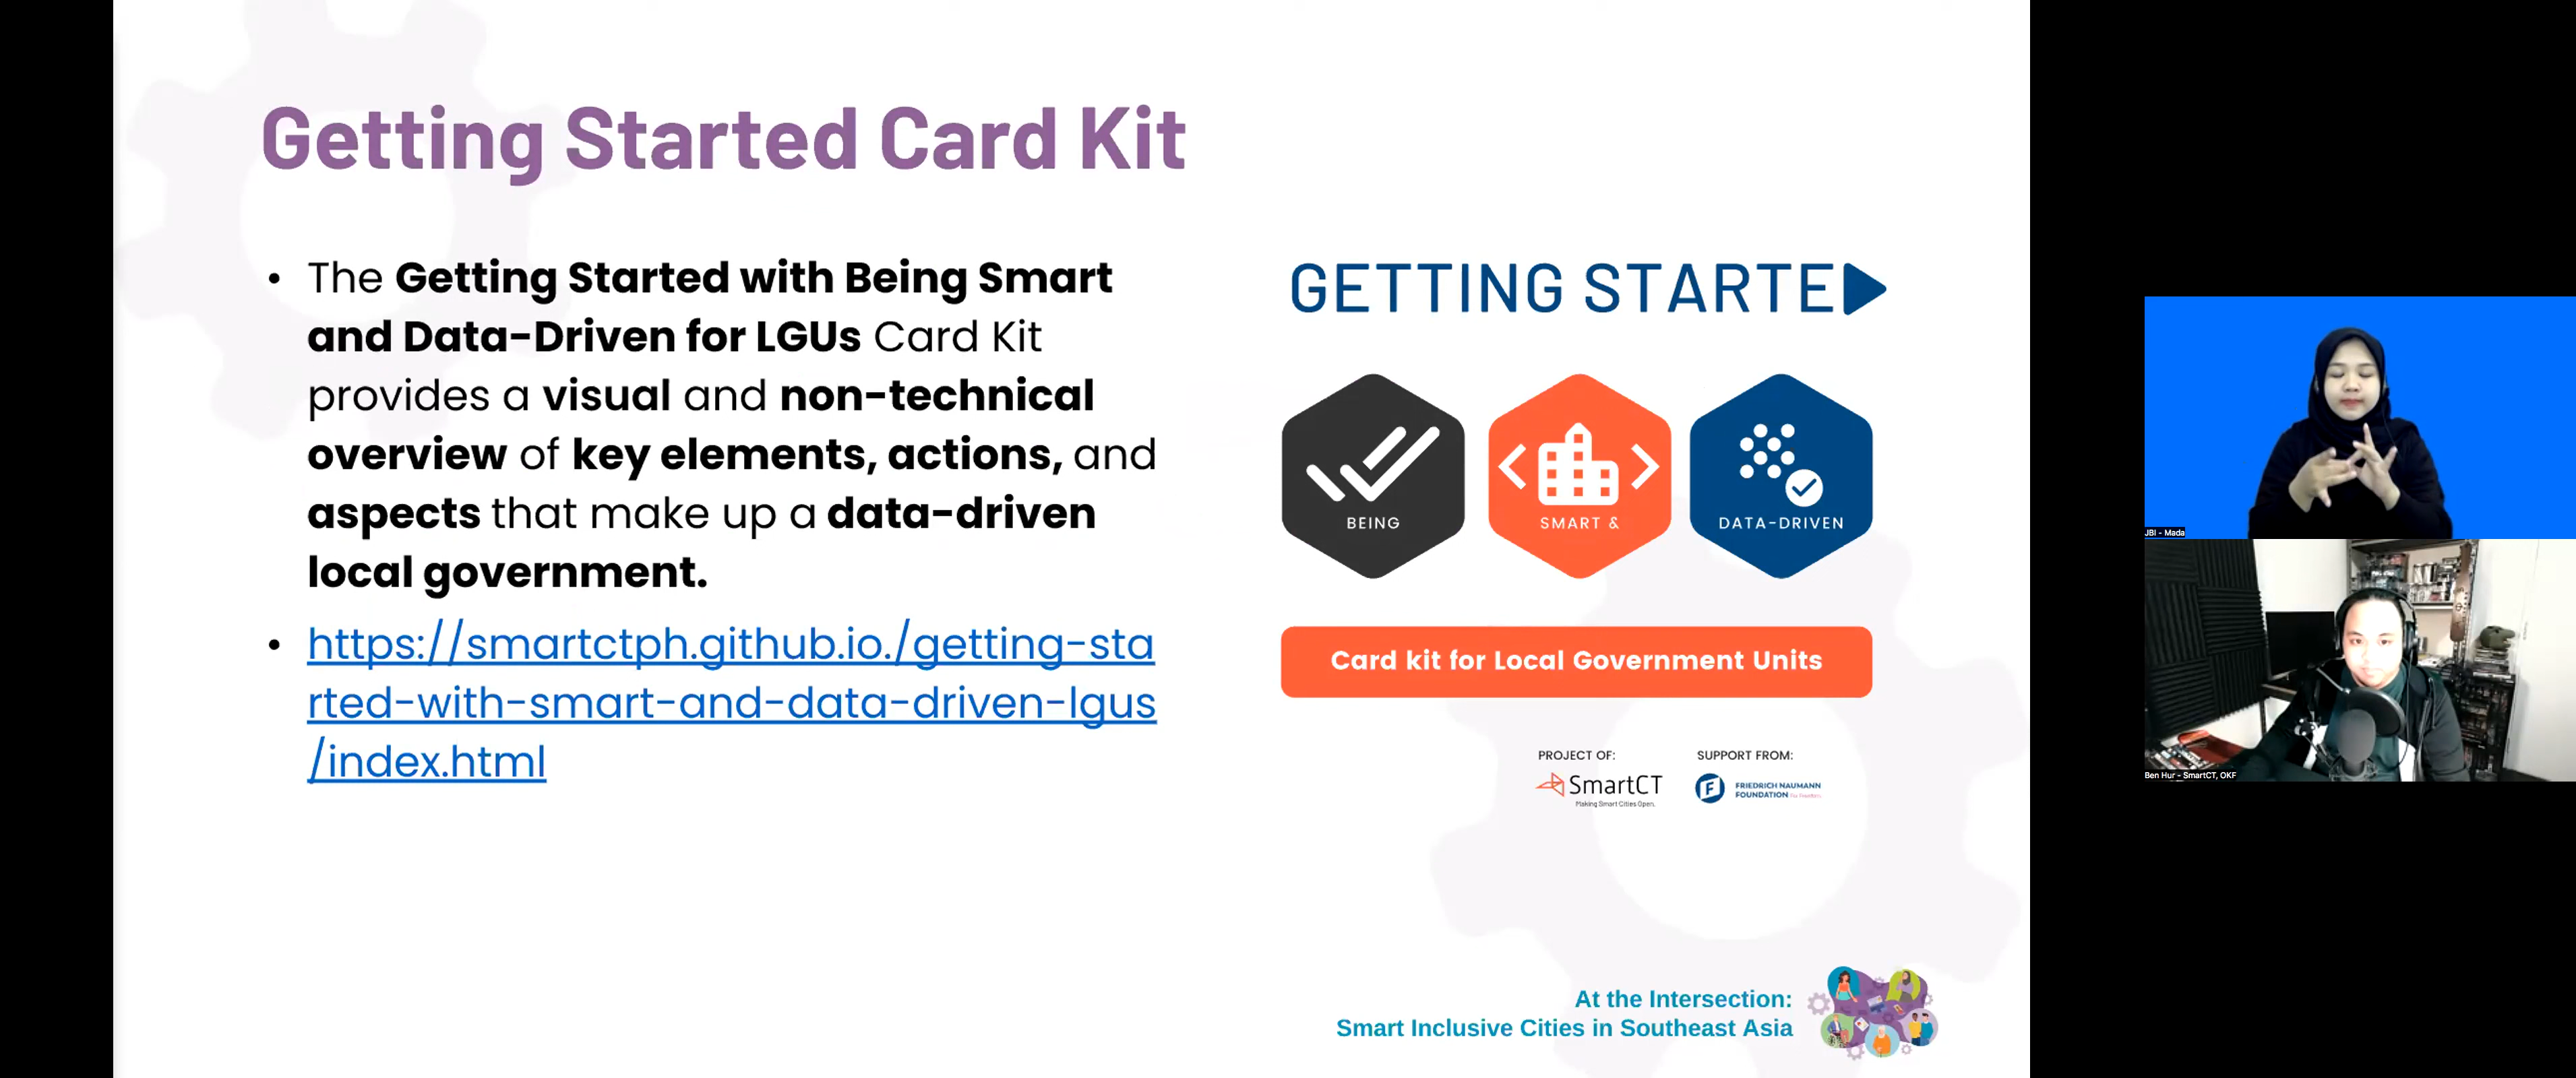 Getting Started Card Kit
• The Getting Started with Being Smart
and Data-Driven for LGUs Card Kit
provides a visual and non-technical
overview of key elements, actions, and
aspects that make up a data-driven
local government.
• https://smartctph.github.io./getting-sta
rted-with-smart-and-data-driven-lgus
/index.html
GETTING STARTE
BEING
SMART &
DATA-DRIVEN
Card kit for Local Government Units
PROJECT OF:
SmartCT
Making Smart Cities Open.
SUPPORT FROM:
FRIEDRICH NAUMANN
FOUNDATION
At the Intersection:
Smart Inclusive Cities in Southeast Asia
JBI - Mada
Ben Hur - SmartCT, OKF